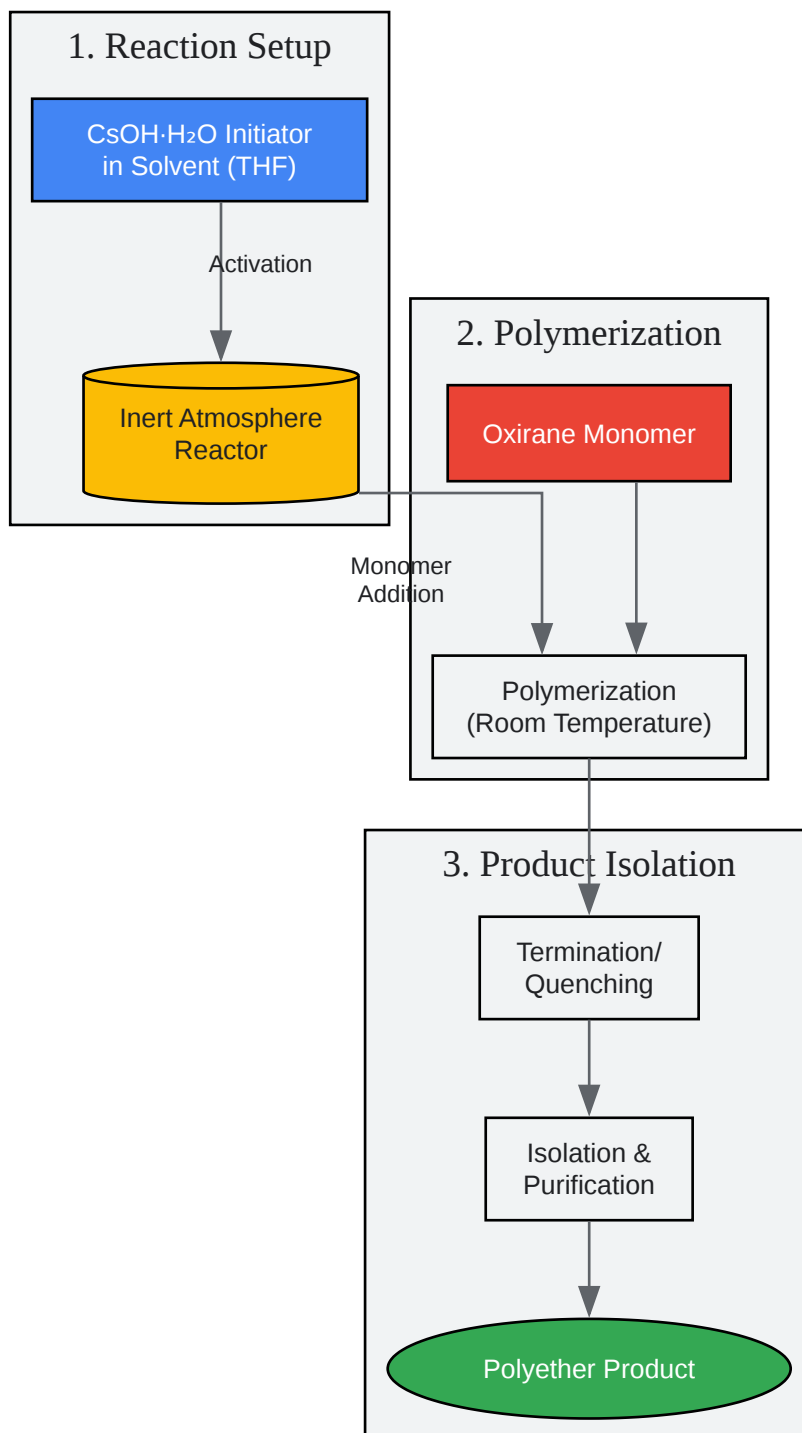 1. Reaction Setup
CsOH·H₂O Initiator
in Solvent (THF)
Activation
Inert Atmosphere
Reactor
2. Polymerization
Oxirane Monomer
Monomer
Addition
Polymerization
(Room Temperature)
3. Product Isolation
Termination/
Quenching
Isolation &
Purification
Polyether Product